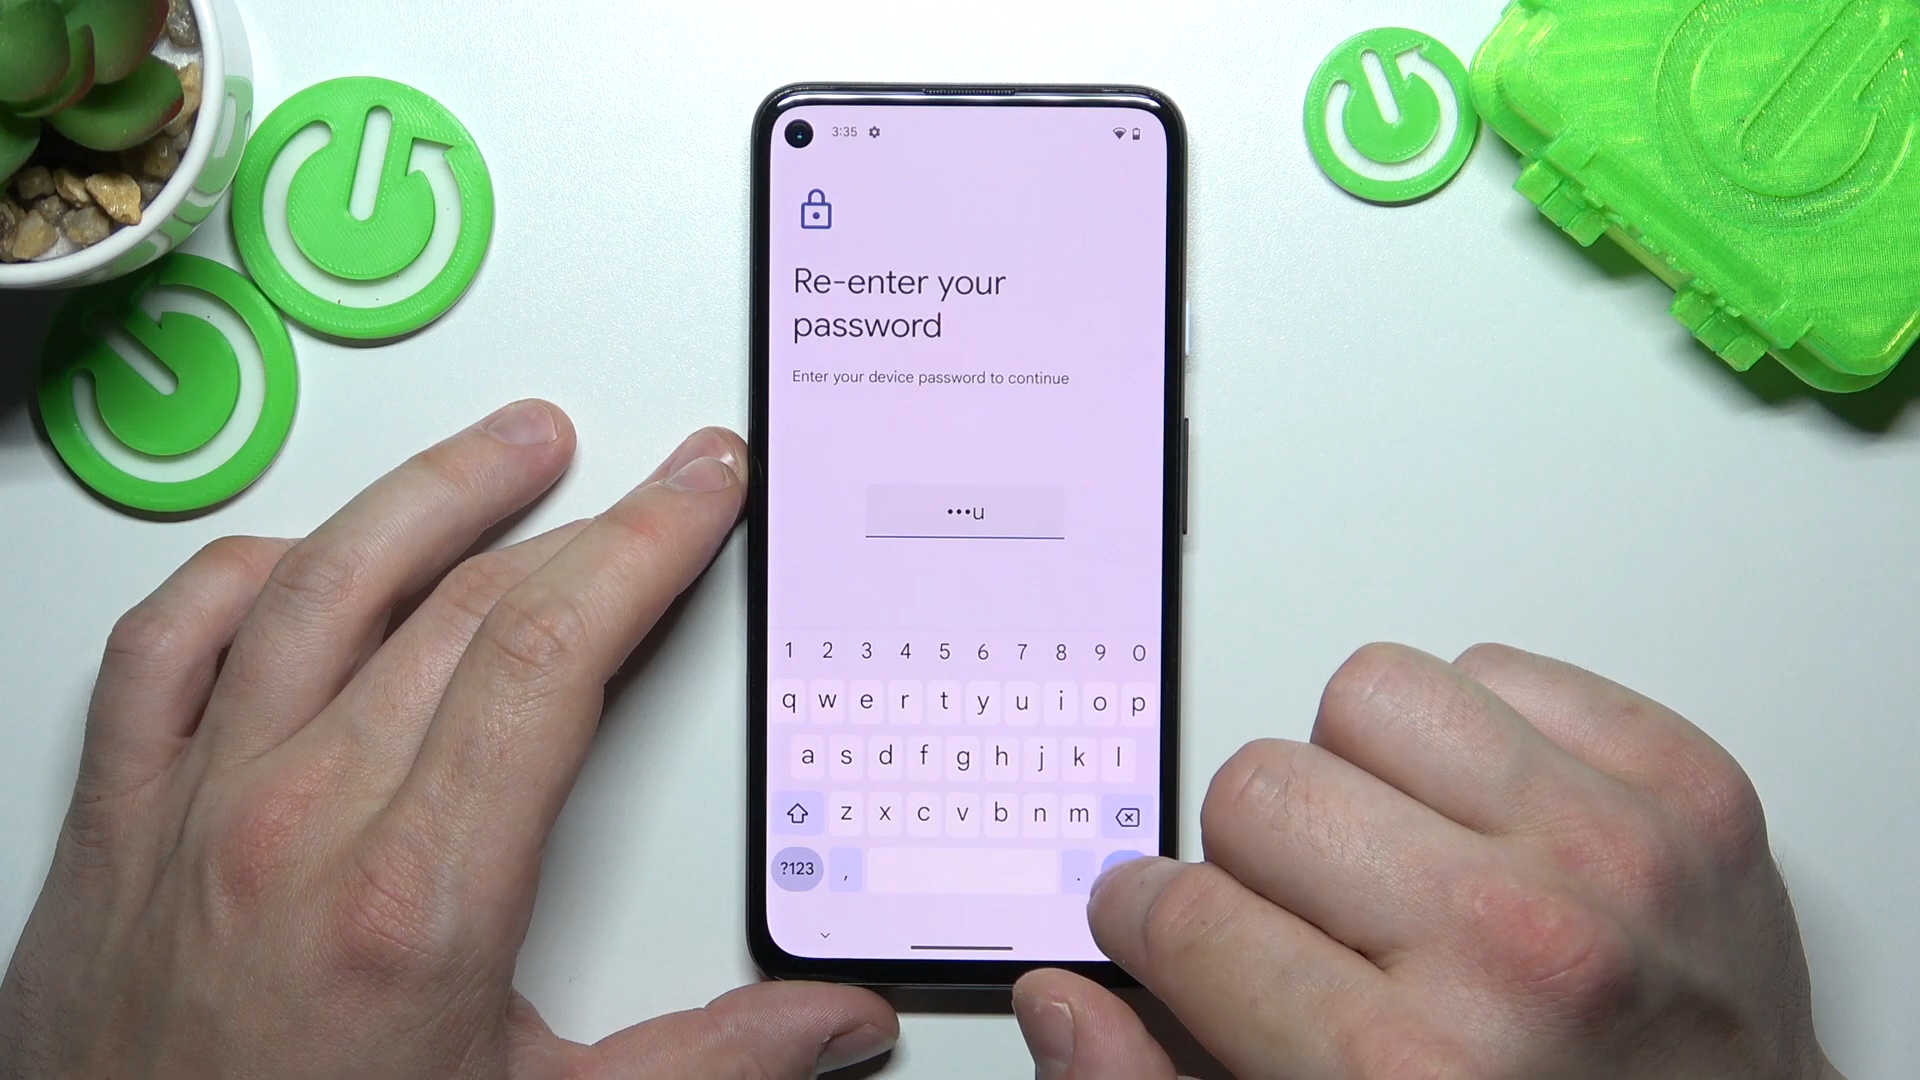 3:35
Re-enter your
password
Enter your device password to continue
•••u
1 2 3 4 5 6 7 8 9 0
q w e r t y u i o p
a s d f g h j k l
z x c v b n m
?123 , .